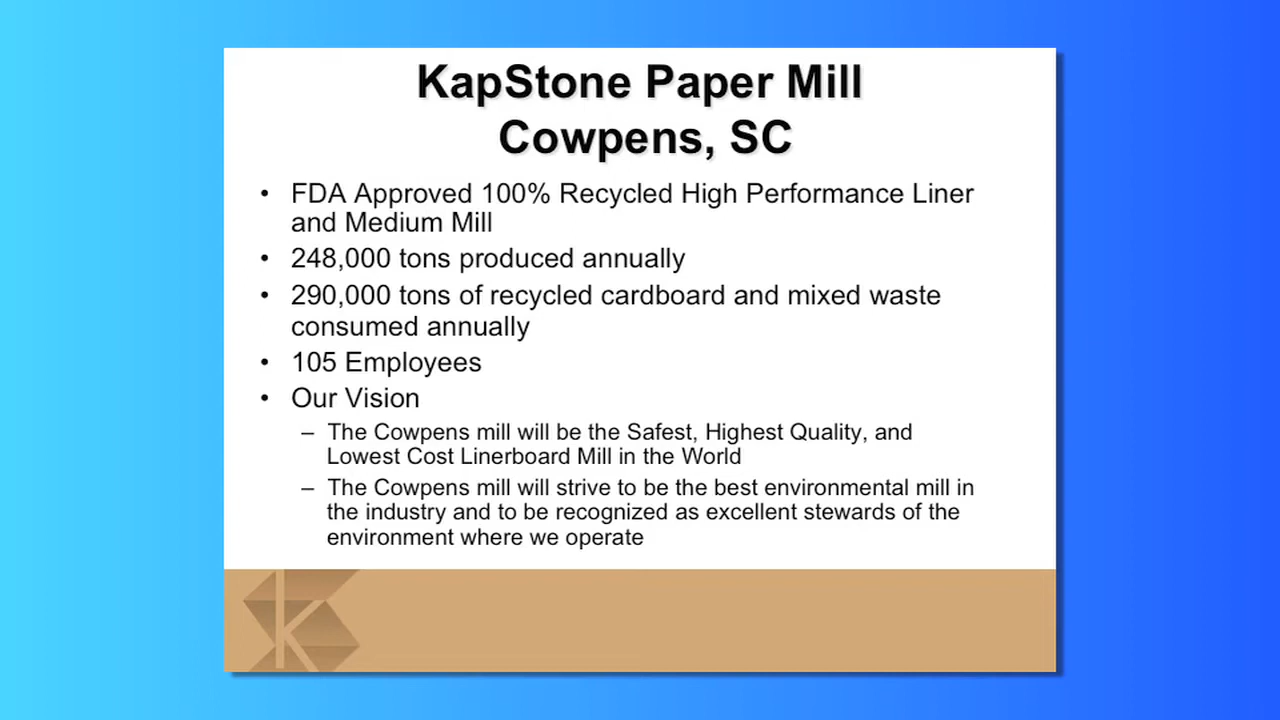 KapStone Paper Mill
Cowpens, SC
• FDA Approved 100% Recycled High Performance Liner
and Medium Mill
• 248,000 tons produced annually
• 290,000 tons of recycled cardboard and mixed waste
consumed annually
• 105 Employees
• Our Vision
– The Cowpens mill will be the Safest, Highest Quality, and
Lowest Cost Linerboard Mill in the World
– The Cowpens mill will strive to be the best environmental mill in
the industry and to be recognized as excellent stewards of the
environment where we operate
K